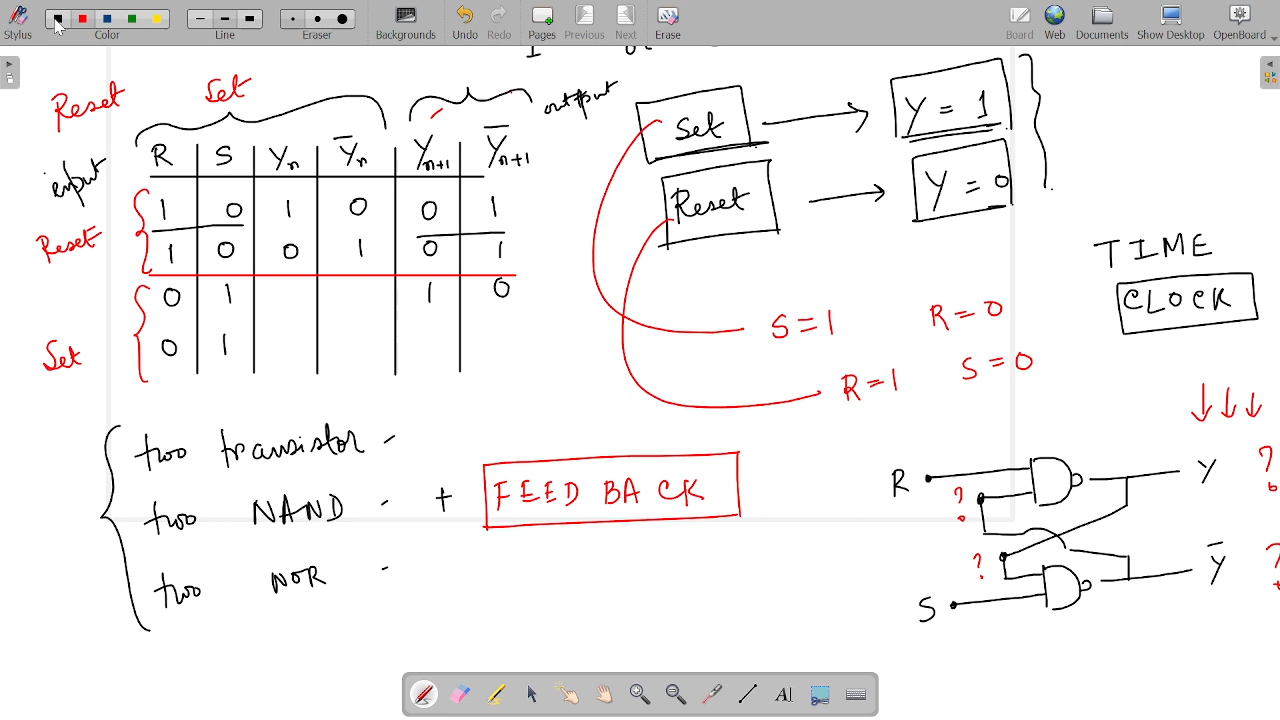 Stylus
Color
Line
Eraser
Backgrounds
Undo
Redo
Pages
Previous
Next
Erase
Board
Web
Documents
Show Desktop
OpenBoard
Reset
Set
output
input
R S Yn Y̅n Yn+1 Y̅n+1
1 0 1 0 0 1
Reset
1 0 0 1 0 1
0 1 1 0
Set
0 1
Set → Y = 1
Reset → Y = 0
S = 1 R = 0
R = 1 S = 0
TIME
CLOCK
two transistor -
two NAND - + FEED BACK
two NOR -
R ? Y ?
? Y̅ ?
S